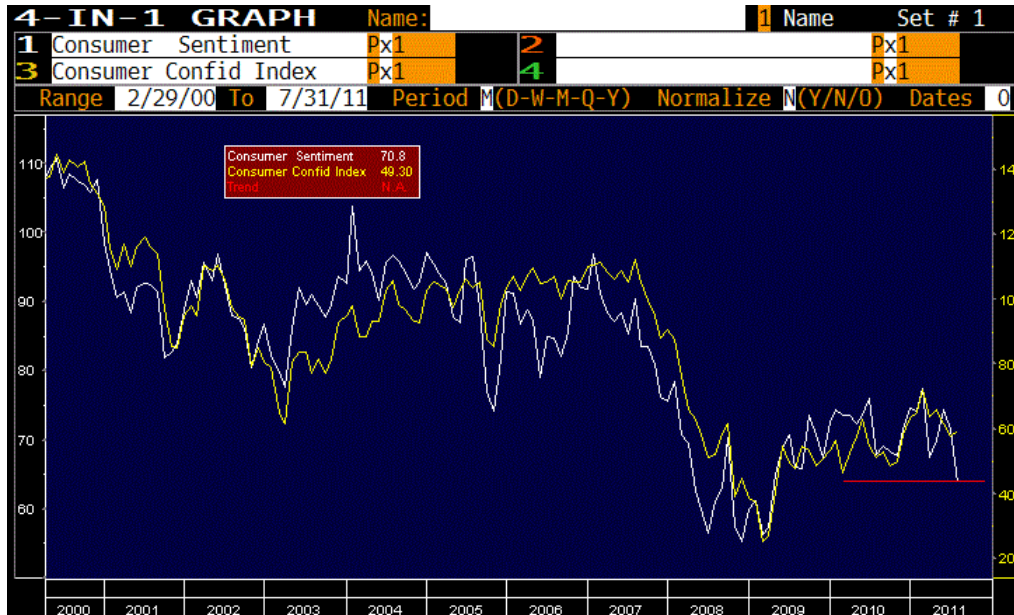 4-IN-1 GRAPH Name: 1 Name Set # 1
1 Consumer Sentiment Px1 2 Px1
3 Consumer Confid Index Px1 4 Px1
Range 2/29/00 To 7/31/11 Period M(D-W-M-Q-Y) Normalize N(Y/N/O) Dates 0
Consumer Sentiment 70.8
Consumer Confid Index 49.30
Trend N.A.
110
100
90
80
70
60
14
12
10
80
60
40
20
2000 2001 2002 2003 2004 2005 2006 2007 2008 2009 2010 2011